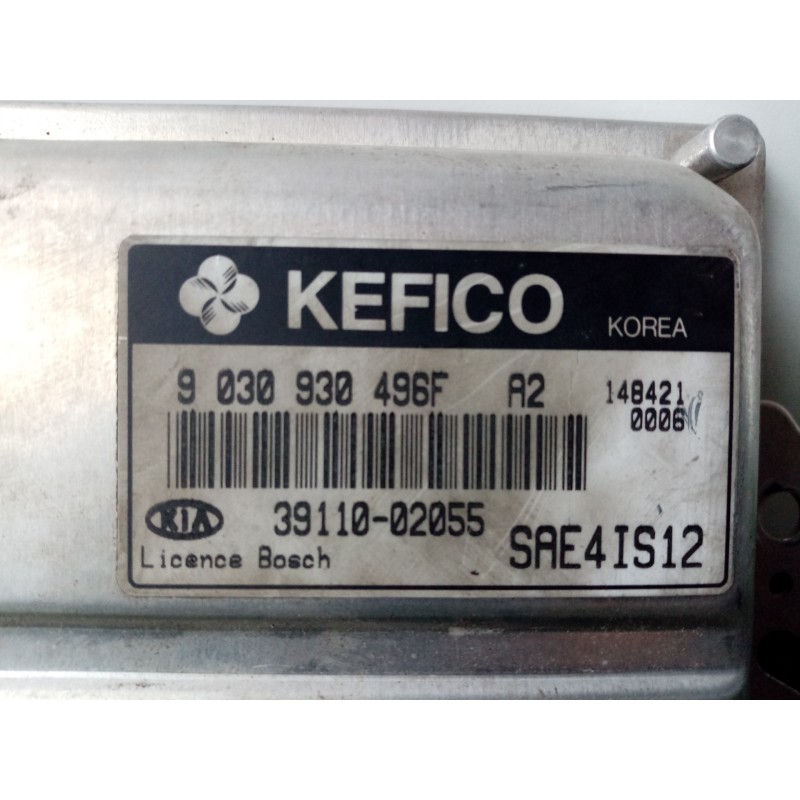 KEFICO KOREA
9 030 930 496F A2 148421
0006
KIA 39110-02055 SAE4IS12
Licence Bosch